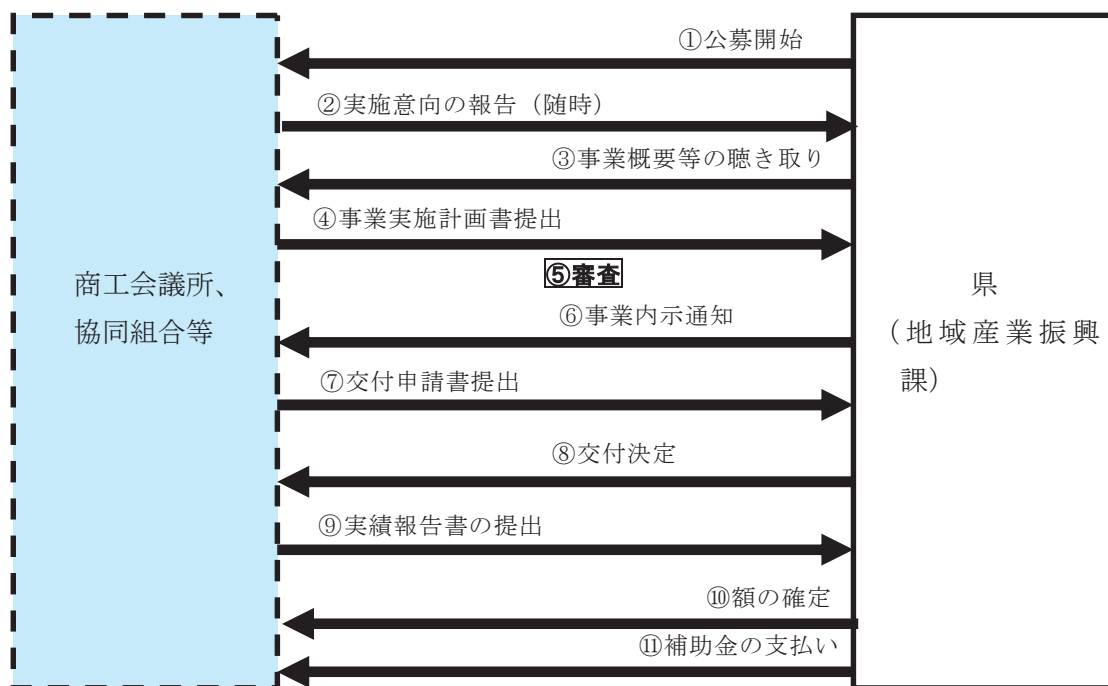 ①公募開始
②実施意向の報告（随時）
③事業概要等の聴き取り
④事業実施計画書提出
⑤審査
商工会議所、
協同組合等
県
（地域産業振興
課）
⑥事業内示通知
⑦交付申請書提出
⑧交付決定
⑨実績報告書の提出
⑩額の確定
⑪補助金の支払い